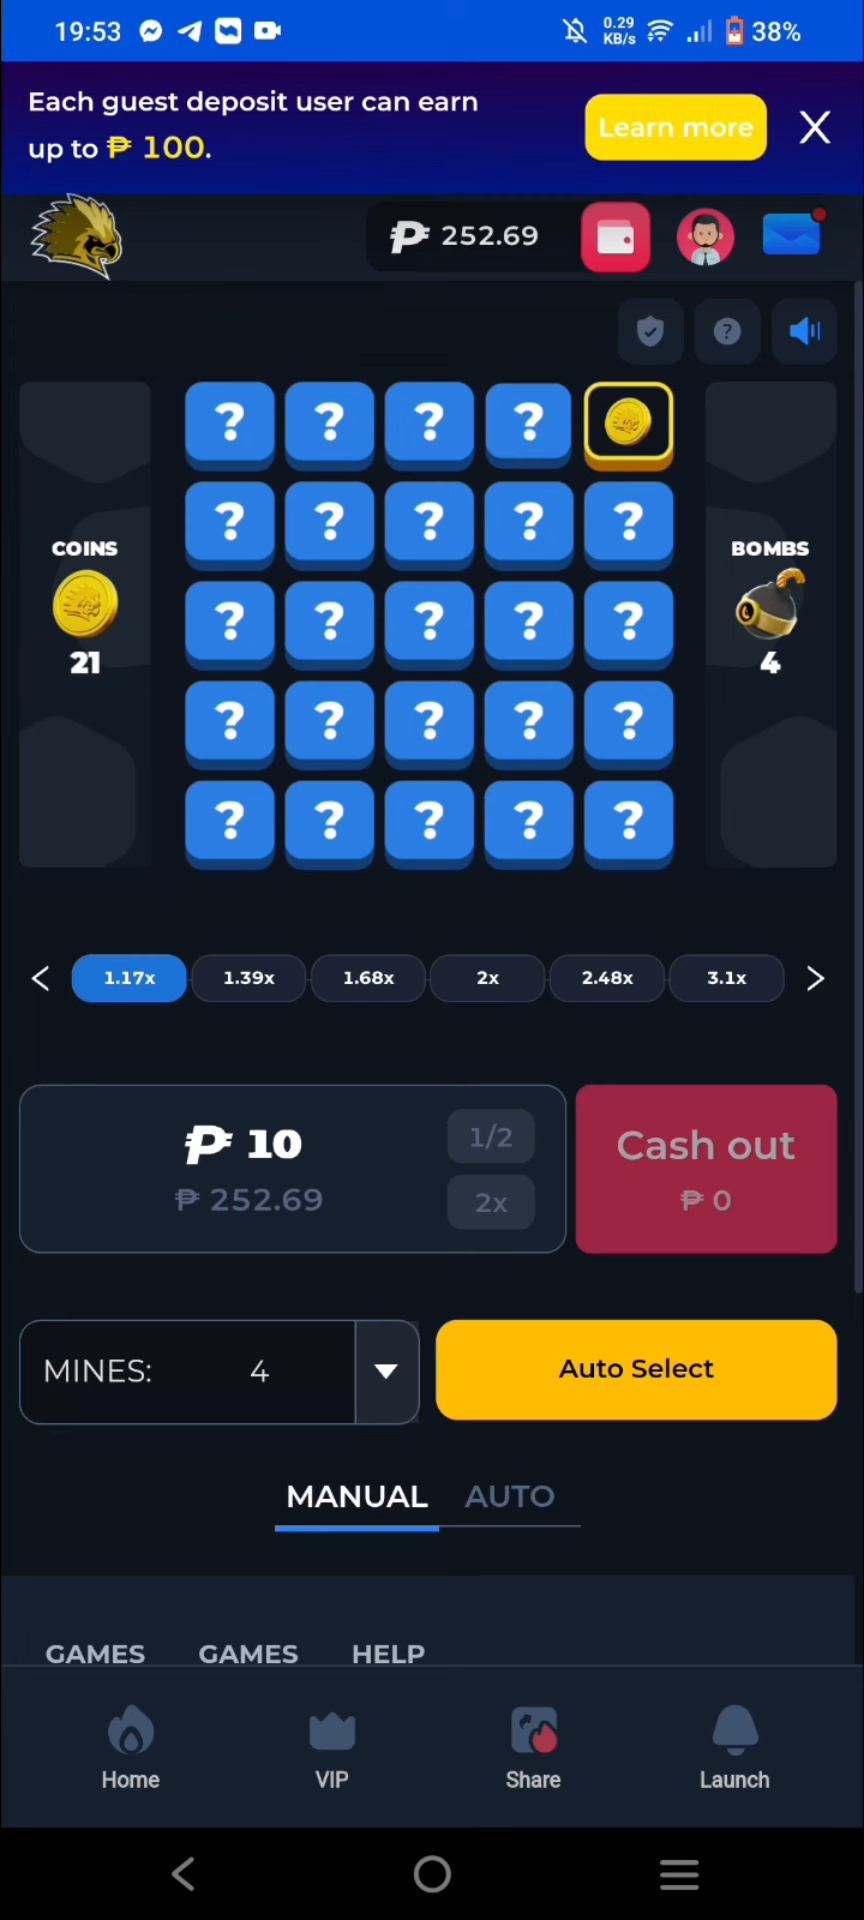 19:53 0.29 KB/s 38%
Each guest deposit user can earn
up to ₱ 100.
Learn more
₱ 252.69
? ? ? ?
COINS ? ? ? ? ? BOMBS
21 ? ? ? ? ? 4
? ? ? ? ?
? ? ? ? ?
< 1.17x 1.39x 1.68x 2x 2.48x 3.1x >
₱ 10 1/2
₱ 252.69 2x
Cash out
₱ 0
MINES: 4
Auto Select
MANUAL AUTO
GAMES GAMES HELP
Home VIP Share Launch